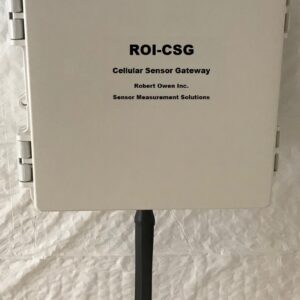 ROI-CSG
Cellular Sensor Gateway
Robert Owen Inc.
Sensor Measurement Solutions